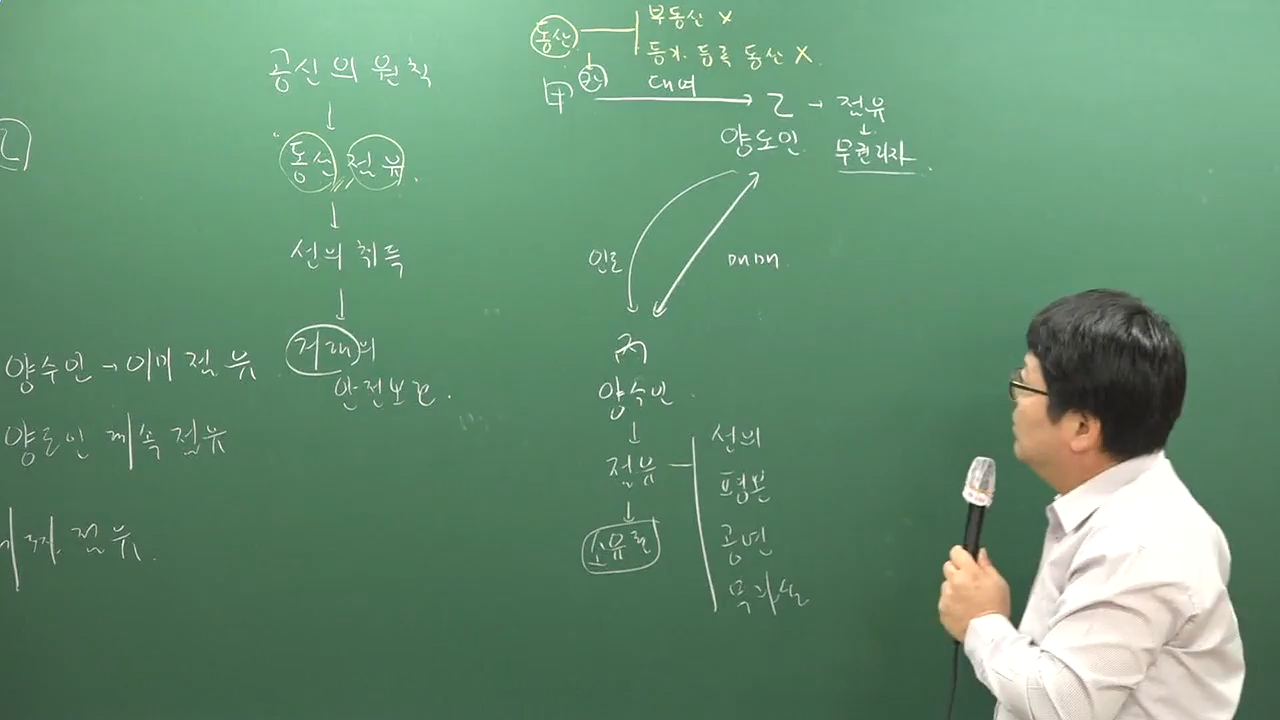 乙
양수인 → 이미 점유
양도인 계속 점유
점유.
공신의 원칙
↓
동산 점유.
↓
선의 취득
↓
거래의
안전보호.
동산
부동산 X
등기. 등록 동산 X.
甲
대여
乙 → 점유
↓
양도인. 무권리자.
인도
매매.
丙
양수인.
↓
점유
↓
소유권
선의
평온
공연
무과실